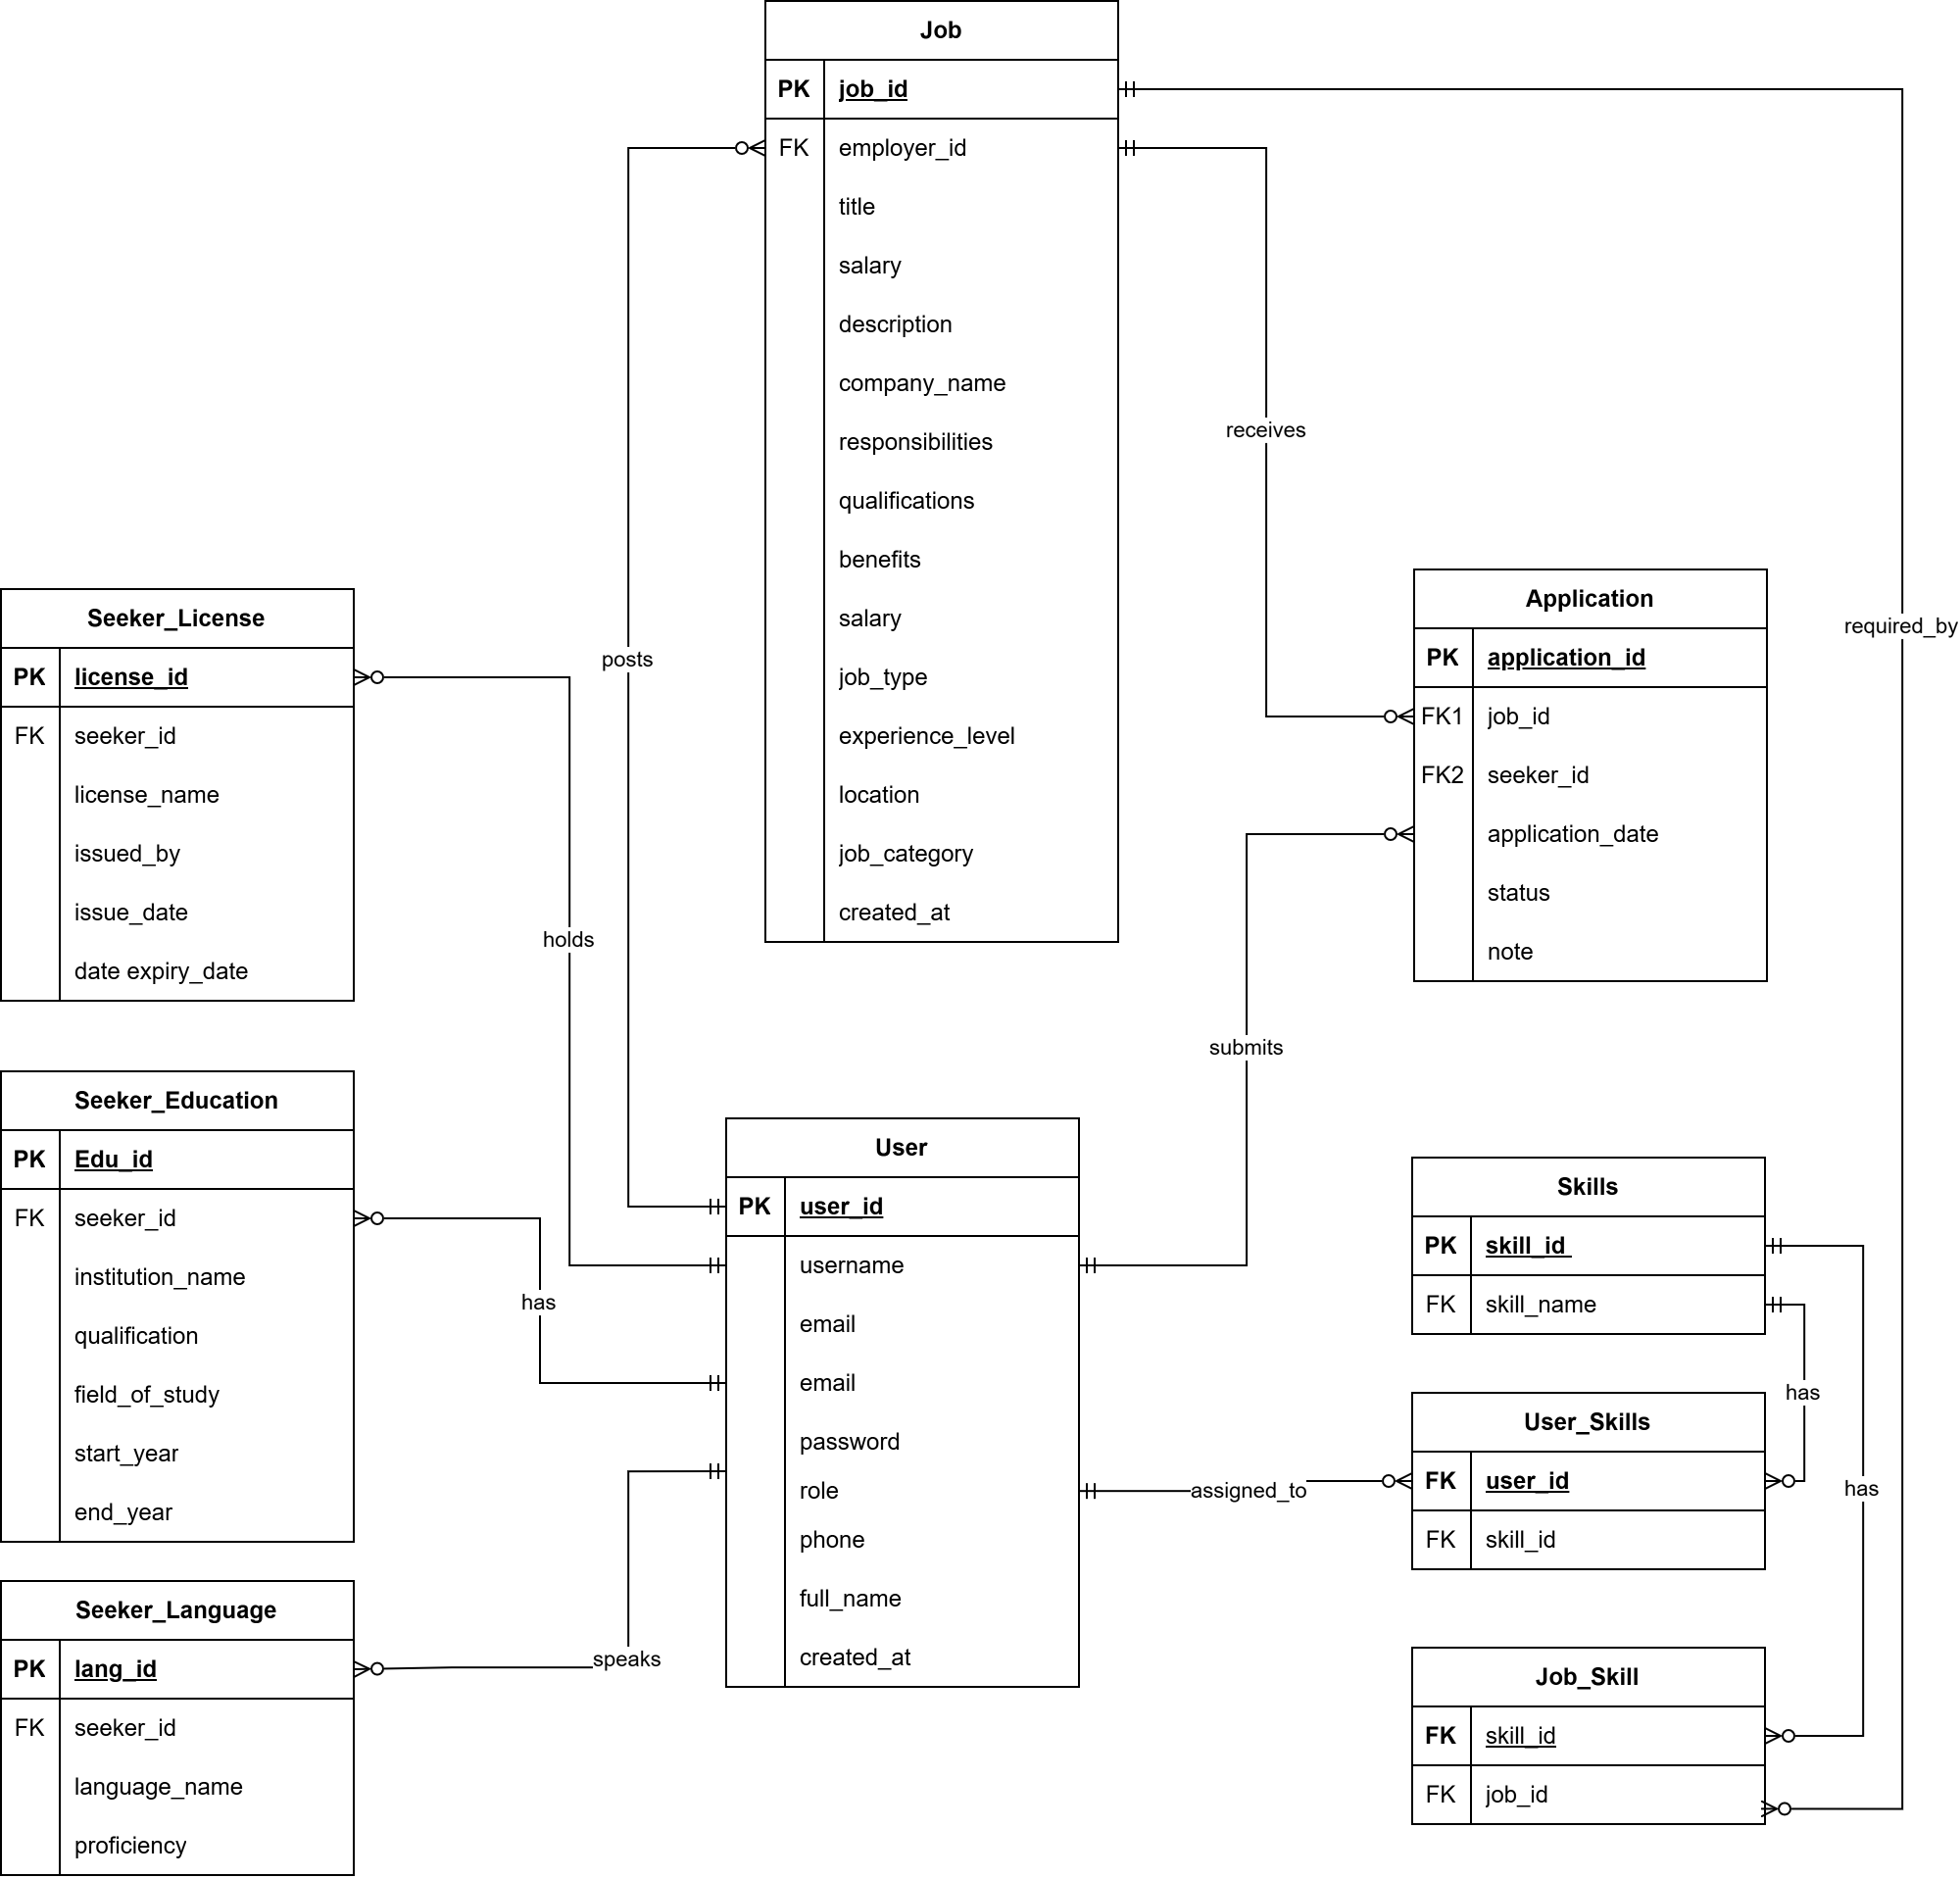 Job
PK job_id
FK employer_id
title
salary
description
company_name
responsibilities
qualifications
benefits
salary
job_type
experience_level
location
job_category
created_at
receives
required_by
posts
holds
Seeker_License
PK license_id
FK seeker_id
license_name
issued_by
issue_date
date expiry_date
Application
PK application_id
FK1 job_id
FK2 seeker_id
application_date
status
note
submits
Seeker_Education
PK Edu_id
FK seeker_id
institution_name
qualification
field_of_study
start_year
end_year
has
User
PK user_id
username
email
email
password
role
phone
full_name
created_at
assigned_to
Skills
PK skill_id
FK skill_name
has
User_Skills
FK user_id
FK skill_id
has
Seeker_Language
PK lang_id
FK seeker_id
language_name
proficiency
speaks
Job_Skill
FK skill_id
FK job_id